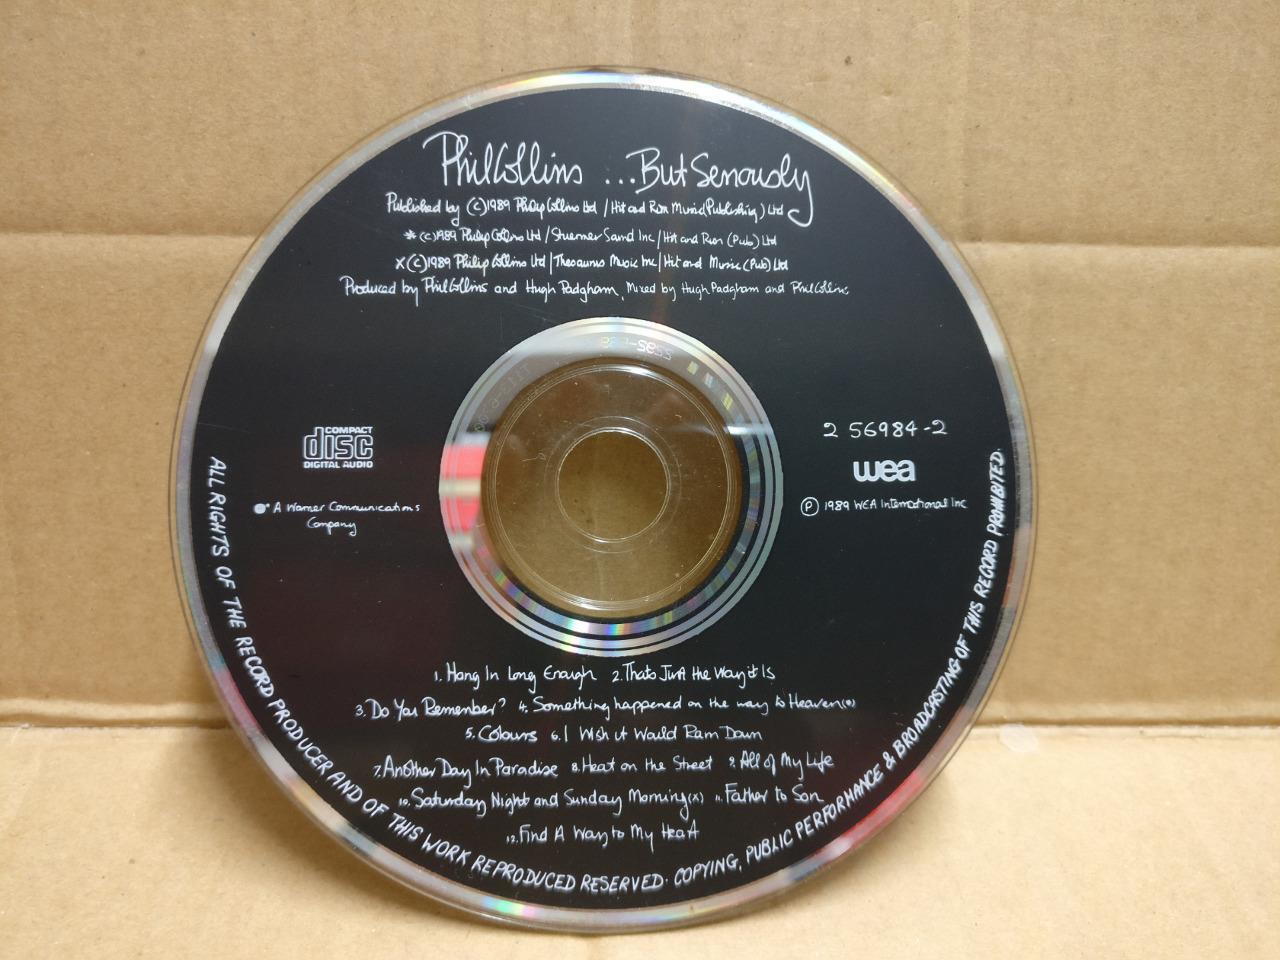 Phil Collins ...But Seriously
Published by (C)1989 Philip Collins Ltd / Hit and Run Music (Publishing) Ltd
* (C)1989 Philip Collins Ltd / Stuermer Sand Inc / Hit and Run (Pub) Ltd
X (C)1989 Philip Collins Ltd / Thesaurus Music Inc / Hit and Music (Pub) Ltd
Produced by Phil Collins and Hugh Padgham, Mixed by Hugh Padgham and Phil Collins
COMPACT
disc
DIGITAL AUDIO
A Warner Communications
Company
2 56984-2
wea
Ⓟ 1989 WEA International Inc
1. Hang In Long Enough 2. Thats Just the Way it Is
3. Do You Remember? 4. Something happened on the way to Heaven(*)
5. Colours 6. I Wish it Would Rain Down
7. Another Day In Paradise 8. Heat on the Street 9. All of My Life
10. Saturday Night and Sunday Morning(x) 11. Father to Son
12. Find A Way to My Heart
ALL RIGHTS OF THE RECORD PRODUCER AND OF THIS WORK REPRODUCED RESERVED. COPYING, PUBLIC PERFORMANCE & BROADCASTING OF THIS RECORD PROHIBITED.